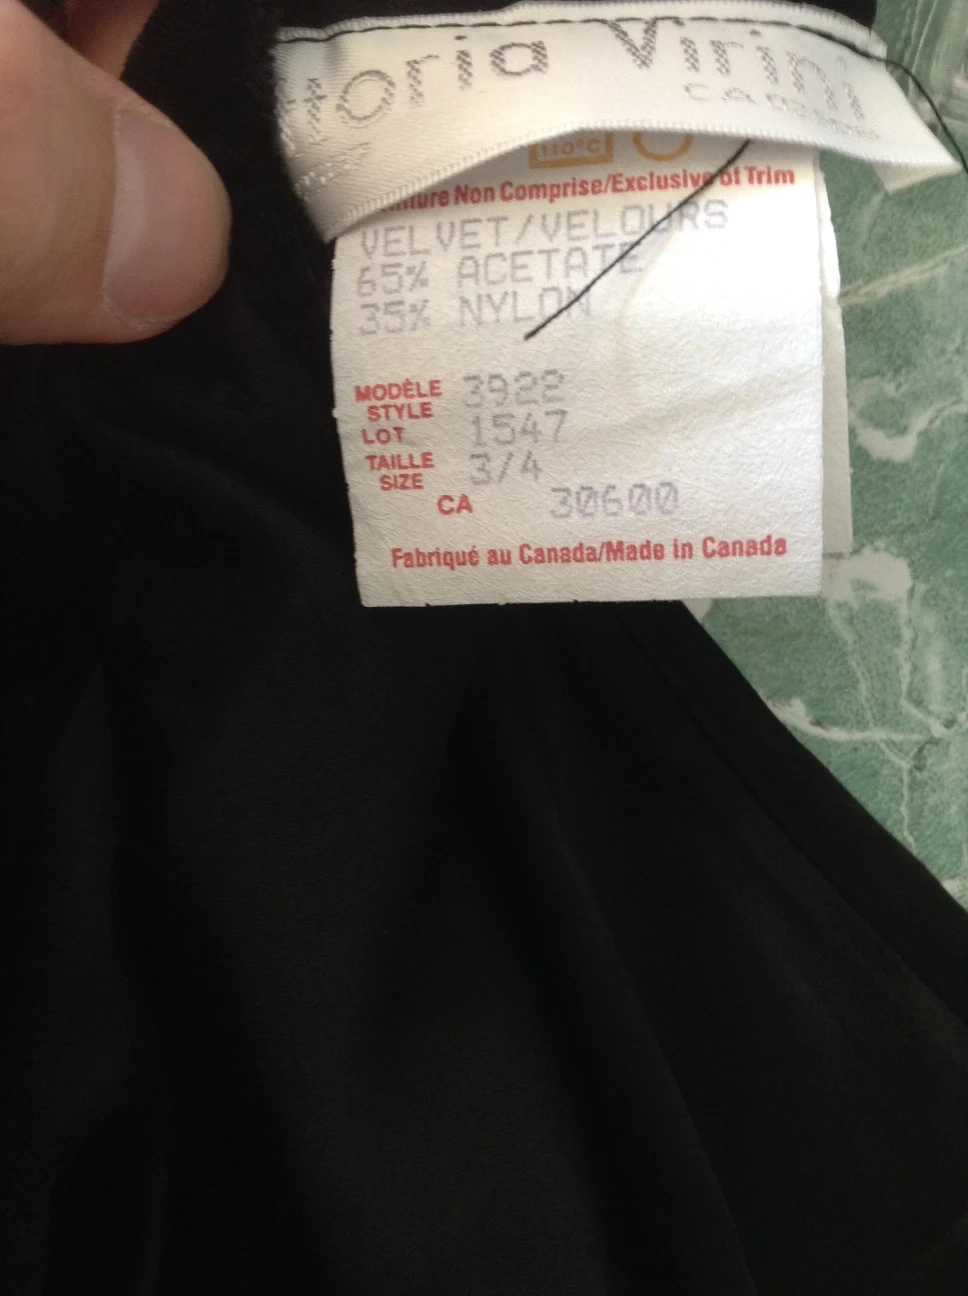 toria Virini
110°C
Non Comprise/Exclusive of Trim
VELVET/VELOURS
65% ACETATE
35% NYLON
MODÈLE
STYLE 3922
LOT 1547
TAILLE
SIZE 3/4
CA 30600
Fabriqué au Canada/Made in Canada